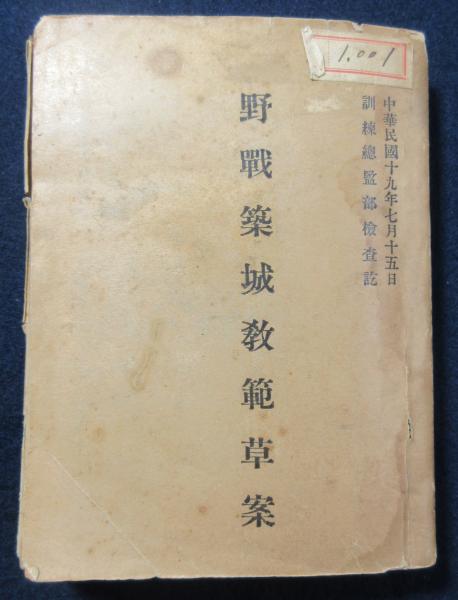 1.001
中華民國十九年七月十五日
訓練總監部檢查訖
野戰築城教範草案